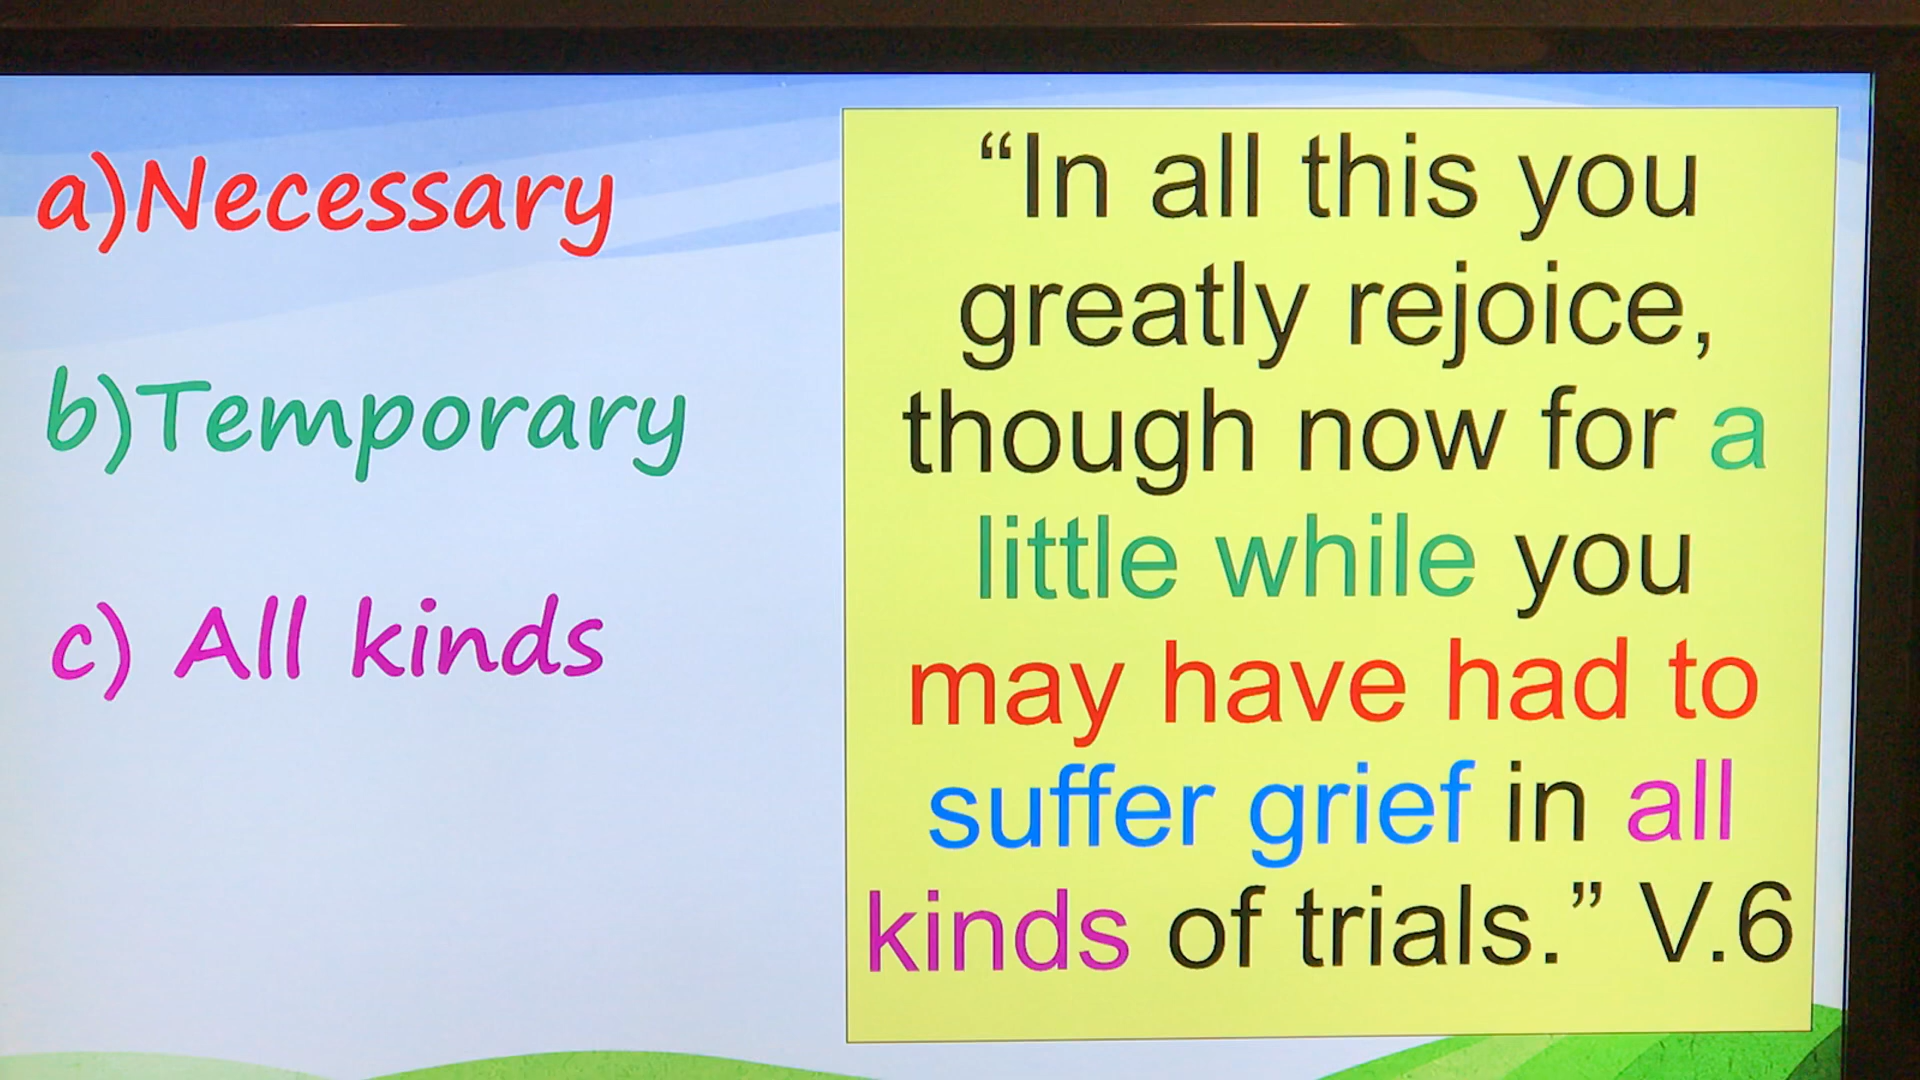 a)Necessary
b)Temporary
c) All kinds
“In all this you
greatly rejoice,
though now for a
little while you
may have had to
suffer grief in all
kinds of trials.” V.6